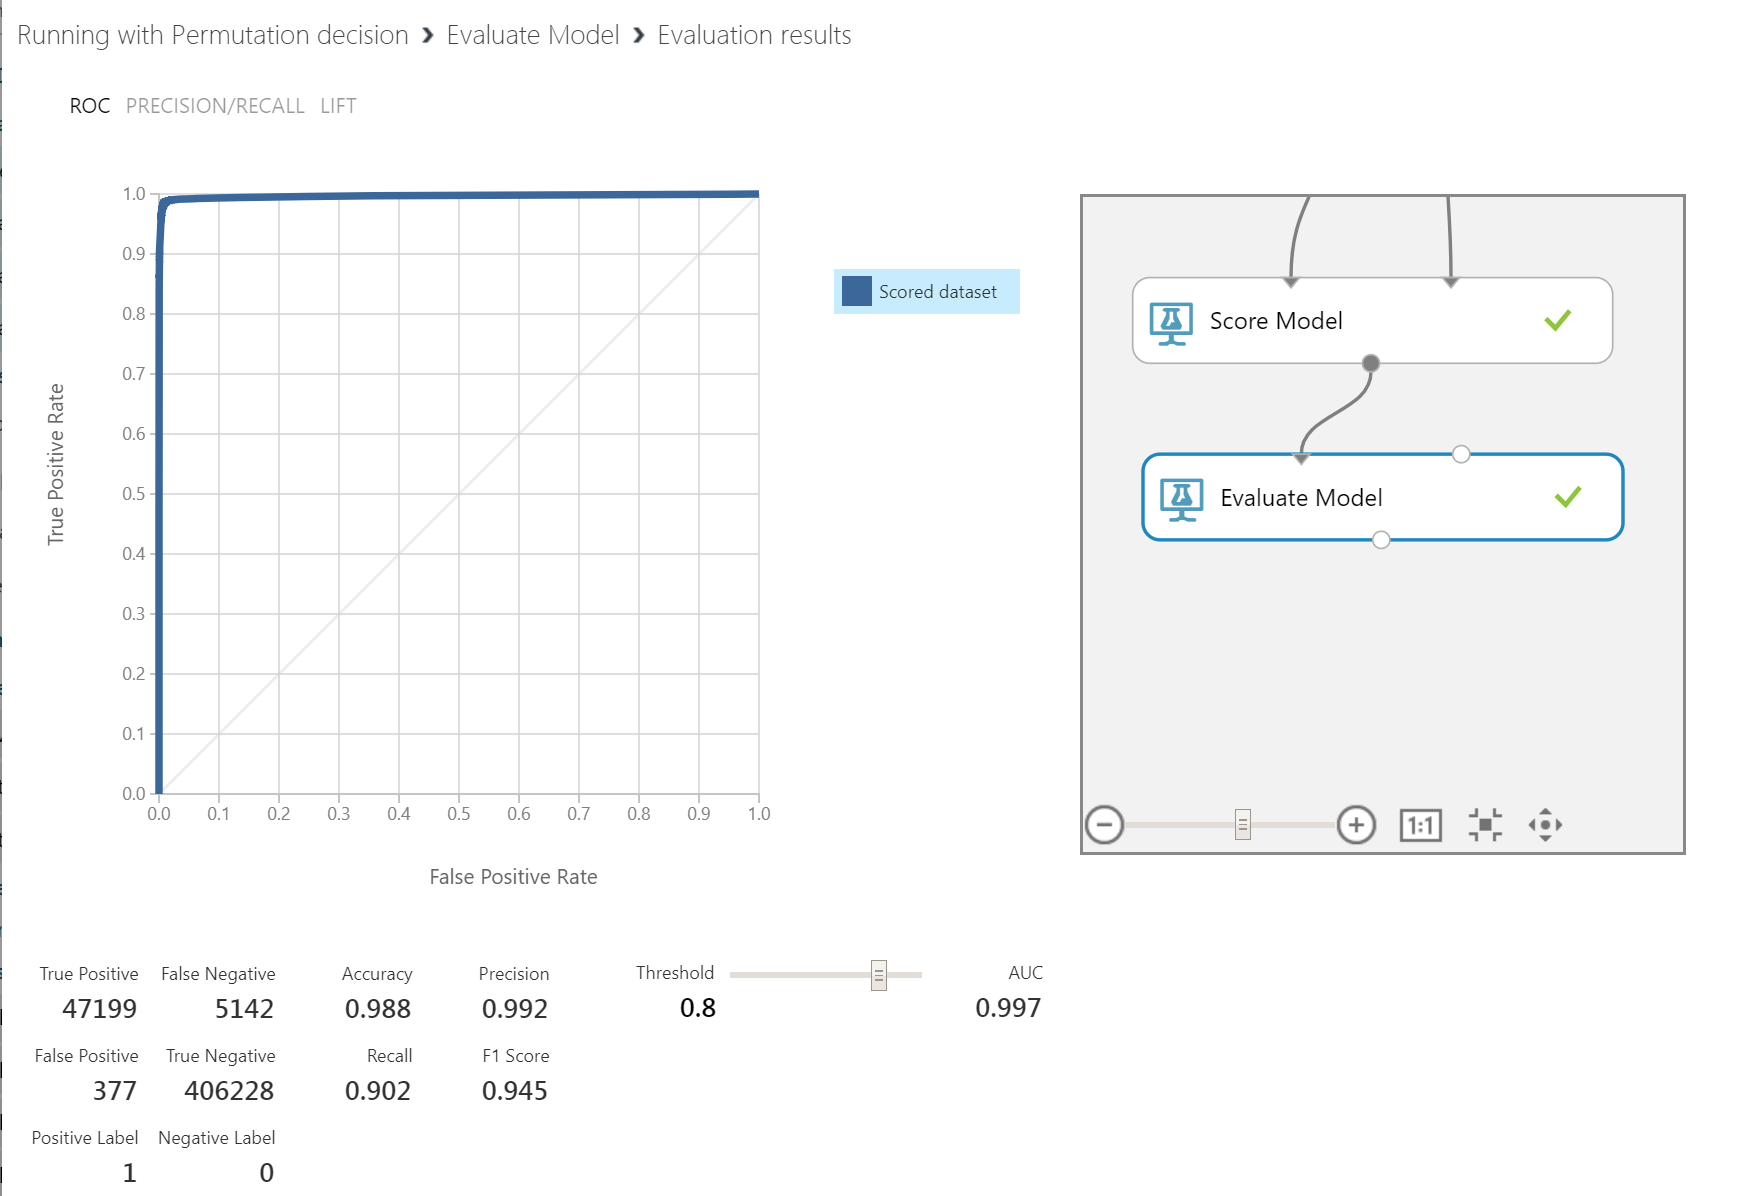 Running with Permutation decision › Evaluate Model › Evaluation results
ROC PRECISION/RECALL LIFT
1.0
0.9
0.8
0.7
0.6
0.5
0.4
0.3
0.2
0.1
0.0
True Positive Rate
0.0 0.1 0.2 0.3 0.4 0.5 0.6 0.7 0.8 0.9 1.0
False Positive Rate
Scored dataset
Score Model
Evaluate Model
1:1
True Positive False Negative Accuracy Precision Threshold AUC
47199 5142 0.988 0.992 0.8 0.997
False Positive True Negative Recall F1 Score
377 406228 0.902 0.945
Positive Label Negative Label
1 0